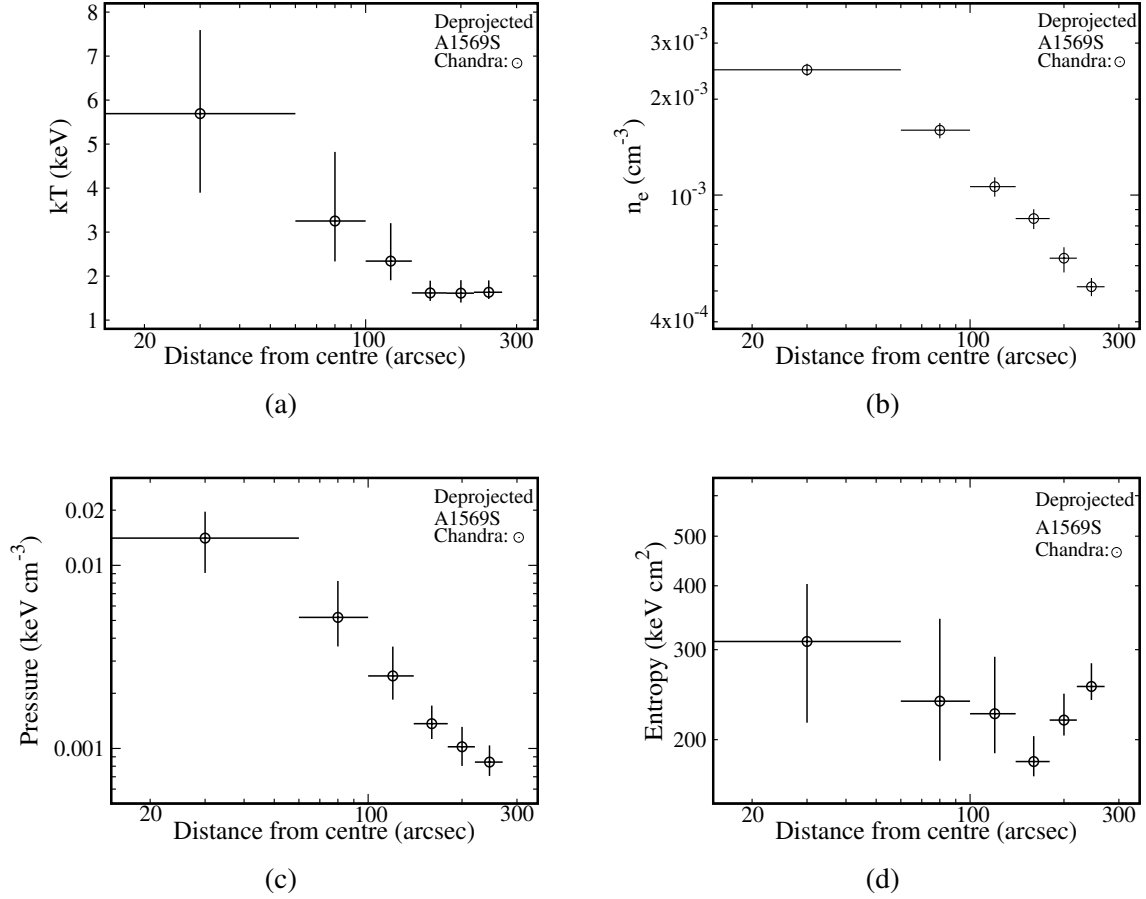 8
7
6
5
4
3
2
1
kT (keV)
Deprojected
A1569S
Chandra: ⊙
20 100 300
Distance from centre (arcsec)
(a)
3x10⁻³
2x10⁻³
10⁻³
4x10⁻⁴
n_e (cm⁻³)
Deprojected
A1569S
Chandra: ⊙
20 100 300
Distance from centre (arcsec)
(b)
0.02
0.01
0.001
Pressure (keV cm⁻³)
Deprojected
A1569S
Chandra: ⊙
20 100 300
Distance from centre (arcsec)
(c)
500
400
300
200
Entropy (keV cm²)
Deprojected
A1569S
Chandra: ⊙
20 100 300
Distance from centre (arcsec)
(d)